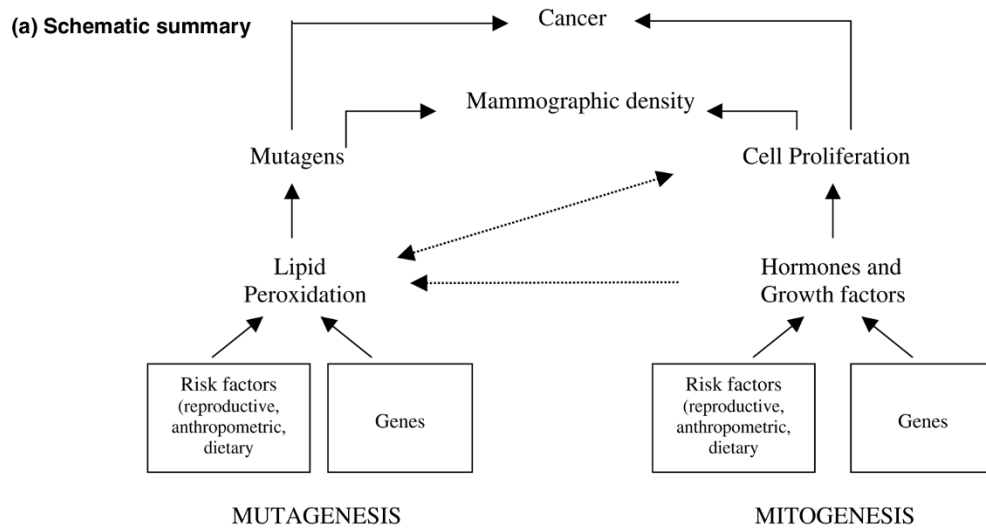 (a) Schematic summary
Cancer
Mammographic density
Mutagens
Cell Proliferation
Lipid
Peroxidation
Hormones and
Growth factors
Risk factors
(reproductive,
anthropometric,
dietary
Genes
Risk factors
(reproductive,
anthropometric,
dietary
Genes
MUTAGENESIS
MITOGENESIS